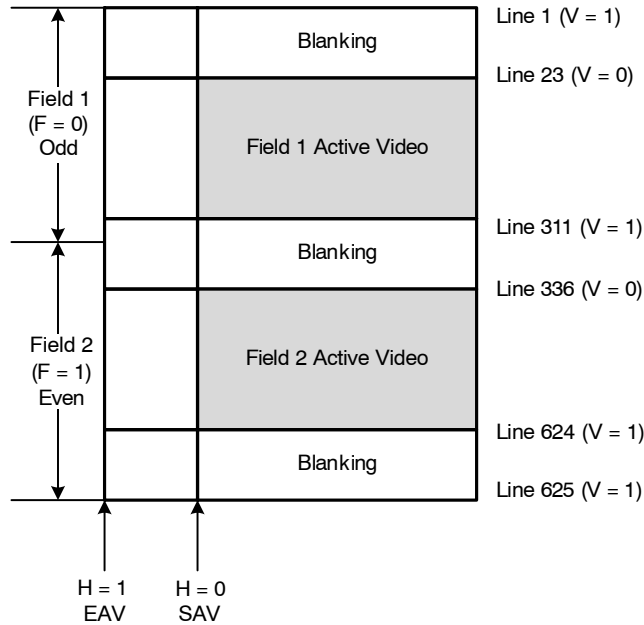 Blanking
Line 1 (V = 1)
Line 23 (V = 0)
Field 1
(F = 0)
Odd
Field 1 Active Video
Line 311 (V = 1)
Blanking
Line 336 (V = 0)
Field 2
(F = 1)
Even
Field 2 Active Video
Line 624 (V = 1)
Blanking
Line 625 (V = 1)
H = 1
EAV
H = 0
SAV